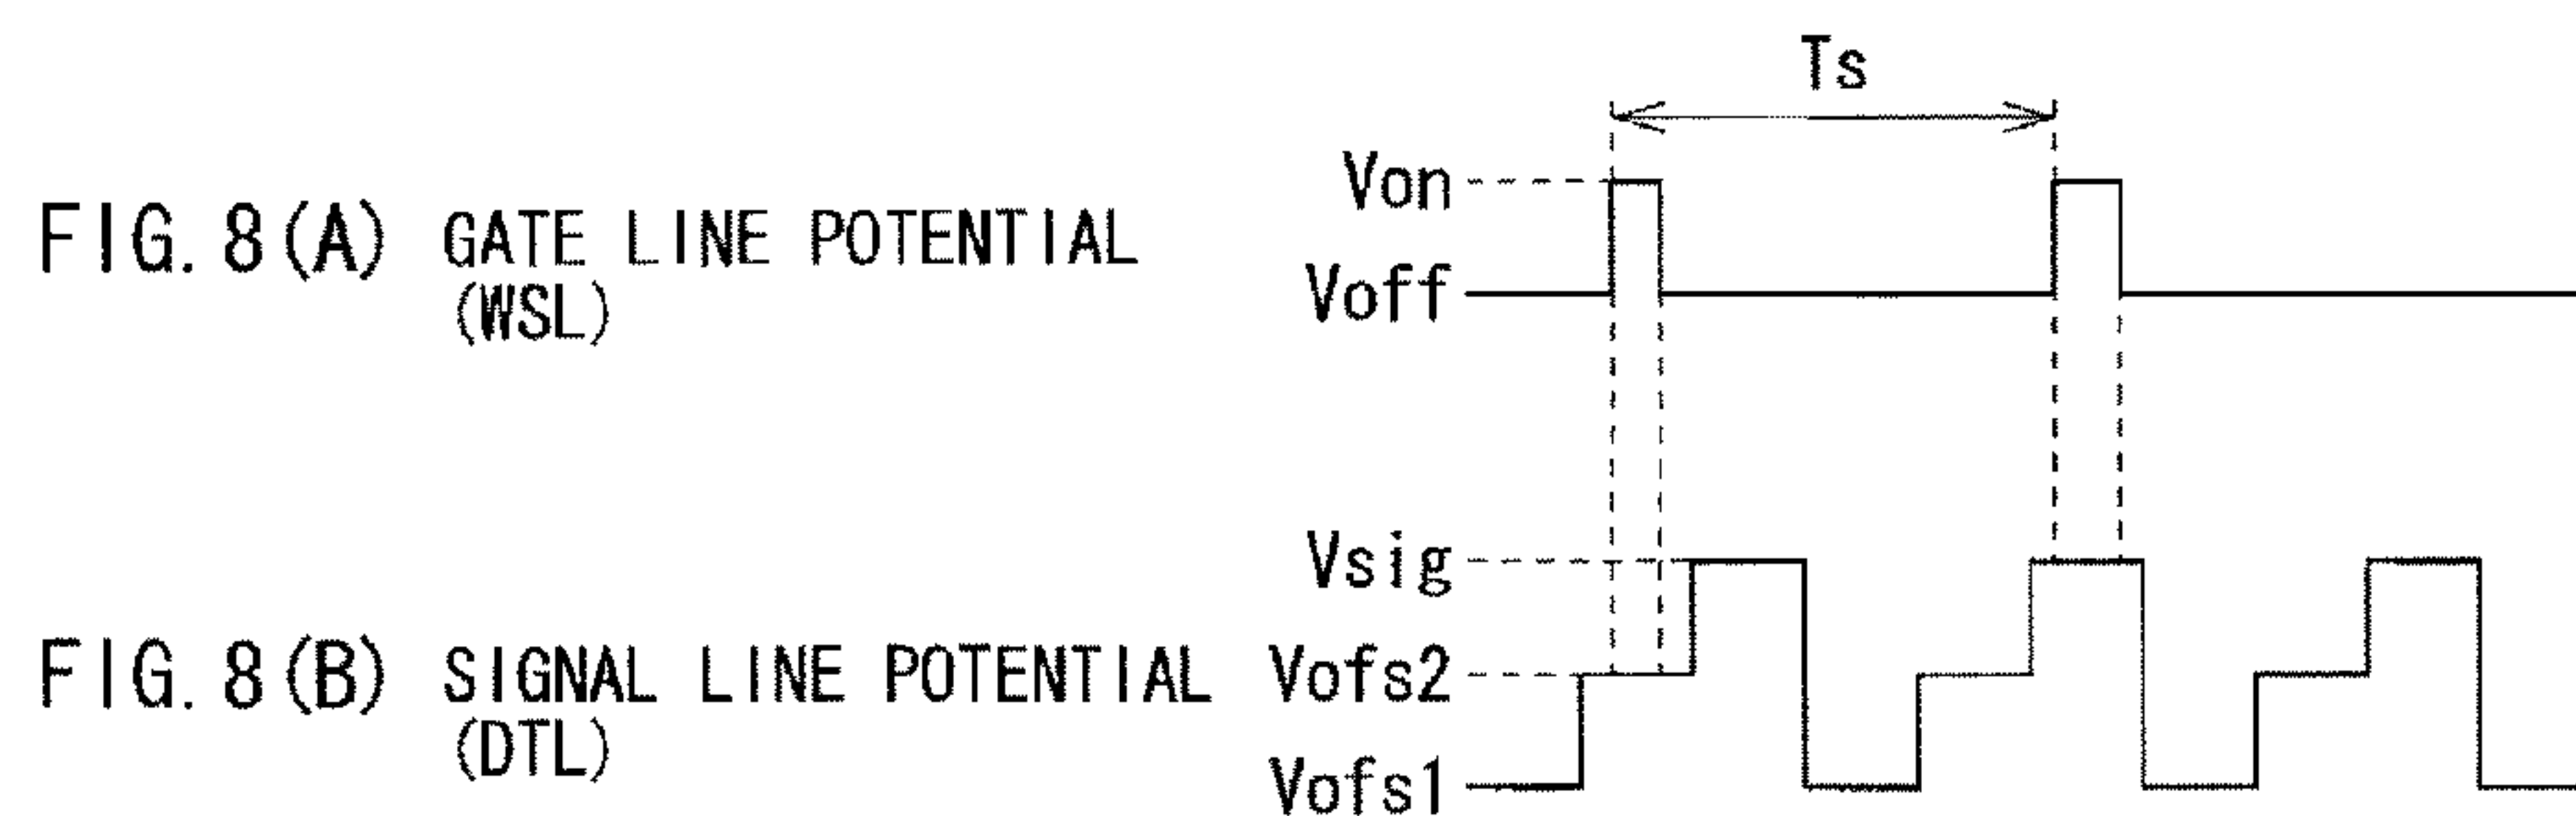 Ts
Von
FIG. 8(A) GATE LINE POTENTIAL
(WSL)
Voff
Vsig
FIG. 8(B) SIGNAL LINE POTENTIAL
(DTL)
Vofs2
Vofs1